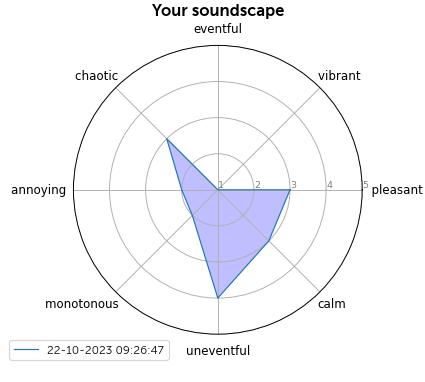 Your soundscape
eventful
chaotic
vibrant
annoying
1
2
3
4
5
pleasant
monotonous
calm
22-10-2023 09:26:47
uneventful